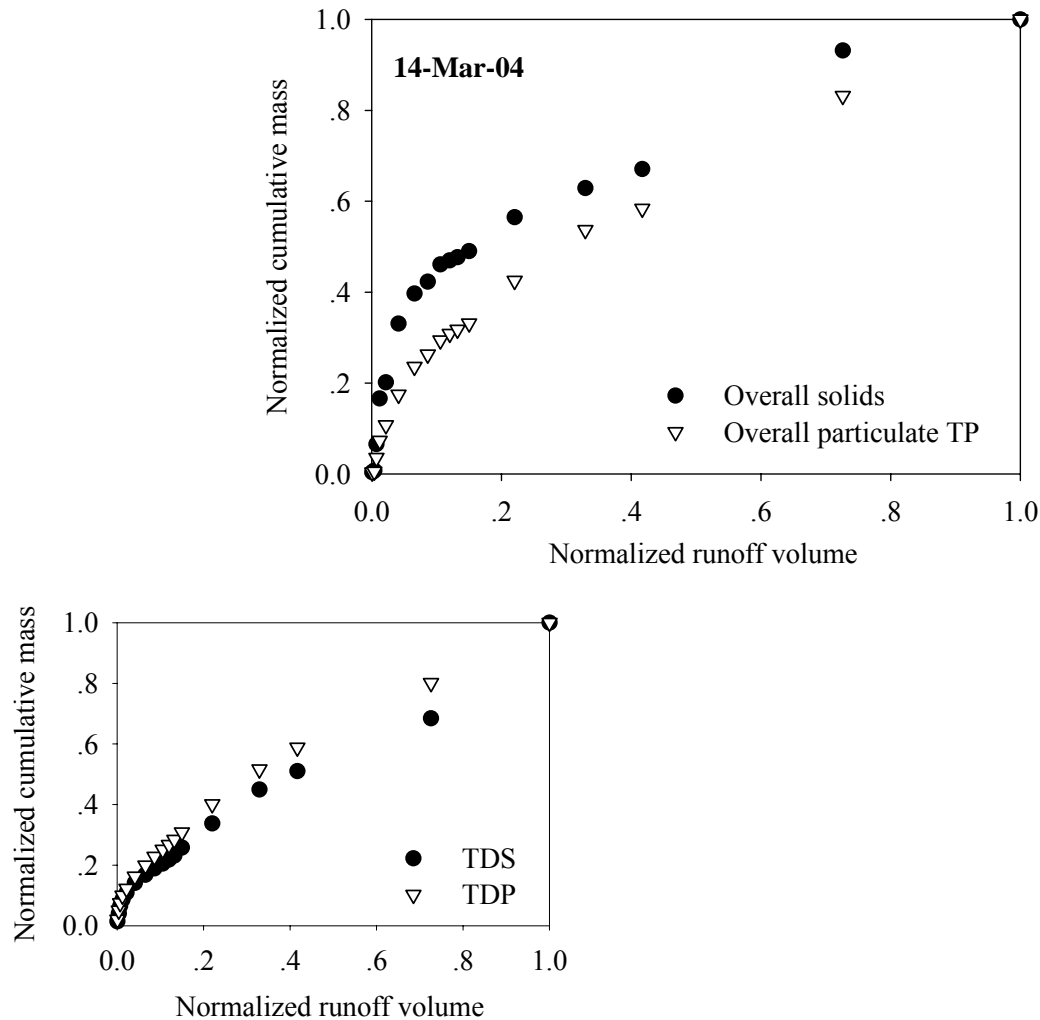 1.0
.8
.6
.4
.2
0.0
Normalized cumulative mass
14-Mar-04
Overall solids
Overall particulate TP
0.0 .2 .4 .6 .8 1.0
Normalized runoff volume
1.0
.8
.6
.4
.2
0.0
Normalized cumulative mass
TDS
TDP
0.0 .2 .4 .6 .8 1.0
Normalized runoff volume